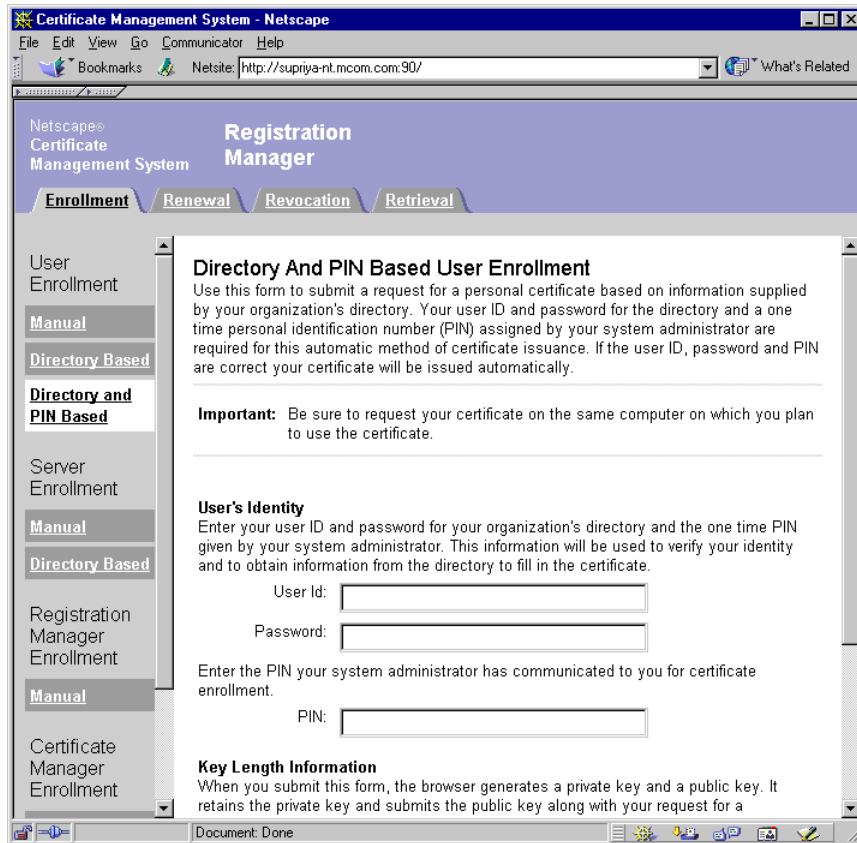 Certificate Management System - Netscape
File Edit View Go Communicator Help
Bookmarks Netsite: http://supriya-nt.mcom.com:90/ What's Related
Netscape®
Certificate
Management System
Registration
Manager
Enrollment Renewal Revocation Retrieval
User
Enrollment
Manual
Directory Based
Directory and
PIN Based
Server
Enrollment
Manual
Directory Based
Registration
Manager
Enrollment
Manual
Certificate
Manager
Enrollment
Directory And PIN Based User Enrollment
Use this form to submit a request for a personal certificate based on information supplied
by your organization's directory. Your user ID and password for the directory and a one
time personal identification number (PIN) assigned by your system administrator are
required for this automatic method of certificate issuance. If the user ID, password and PIN
are correct your certificate will be issued automatically.
Important: Be sure to request your certificate on the same computer on which you plan
to use the certificate.
User's Identity
Enter your user ID and password for your organization's directory and the one time PIN
given by your system administrator. This information will be used to verify your identity
and to obtain information from the directory to fill in the certificate.
User Id:
Password:
Enter the PIN your system administrator has communicated to you for certificate
enrollment.
PIN:
Key Length Information
When you submit this form, the browser generates a private key and a public key. It
retains the private key and submits the public key along with your request for a
Document: Done